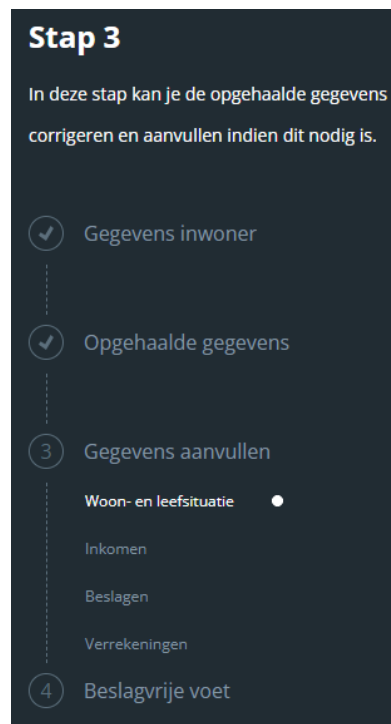 Stap 3
In deze stap kan je de opgehaalde gegevens
corrigeren en aanvullen indien dit nodig is.
Gegevens inwoner
Opgehaalde gegevens
3 Gegevens aanvullen
Woon- en leefsituatie
Inkomen
Beslagen
Verrekeningen
4 Beslagvrije voet